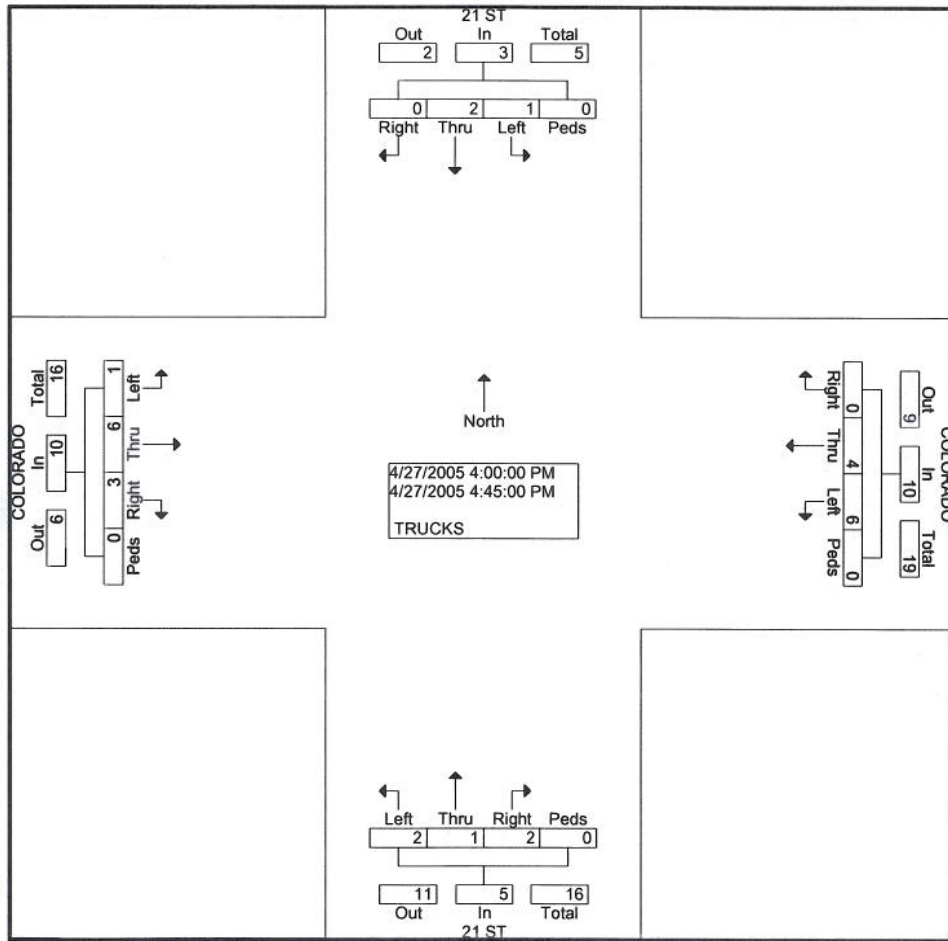 21 ST
Out In Total
2 3 5
0 2 1 0
Right Thru Left Peds
COLORADO
Total In Out
16 10 6
1 6 3 0
Left Thru Right Peds
North
4/27/2005 4:00:00 PM
4/27/2005 4:45:00 PM
TRUCKS
Right Thru Left Peds
0 4 6 0
Out In Total
9 10 19
COLORADO
Left Thru Right Peds
2 1 2 0
11 5 16
Out In Total
21 ST